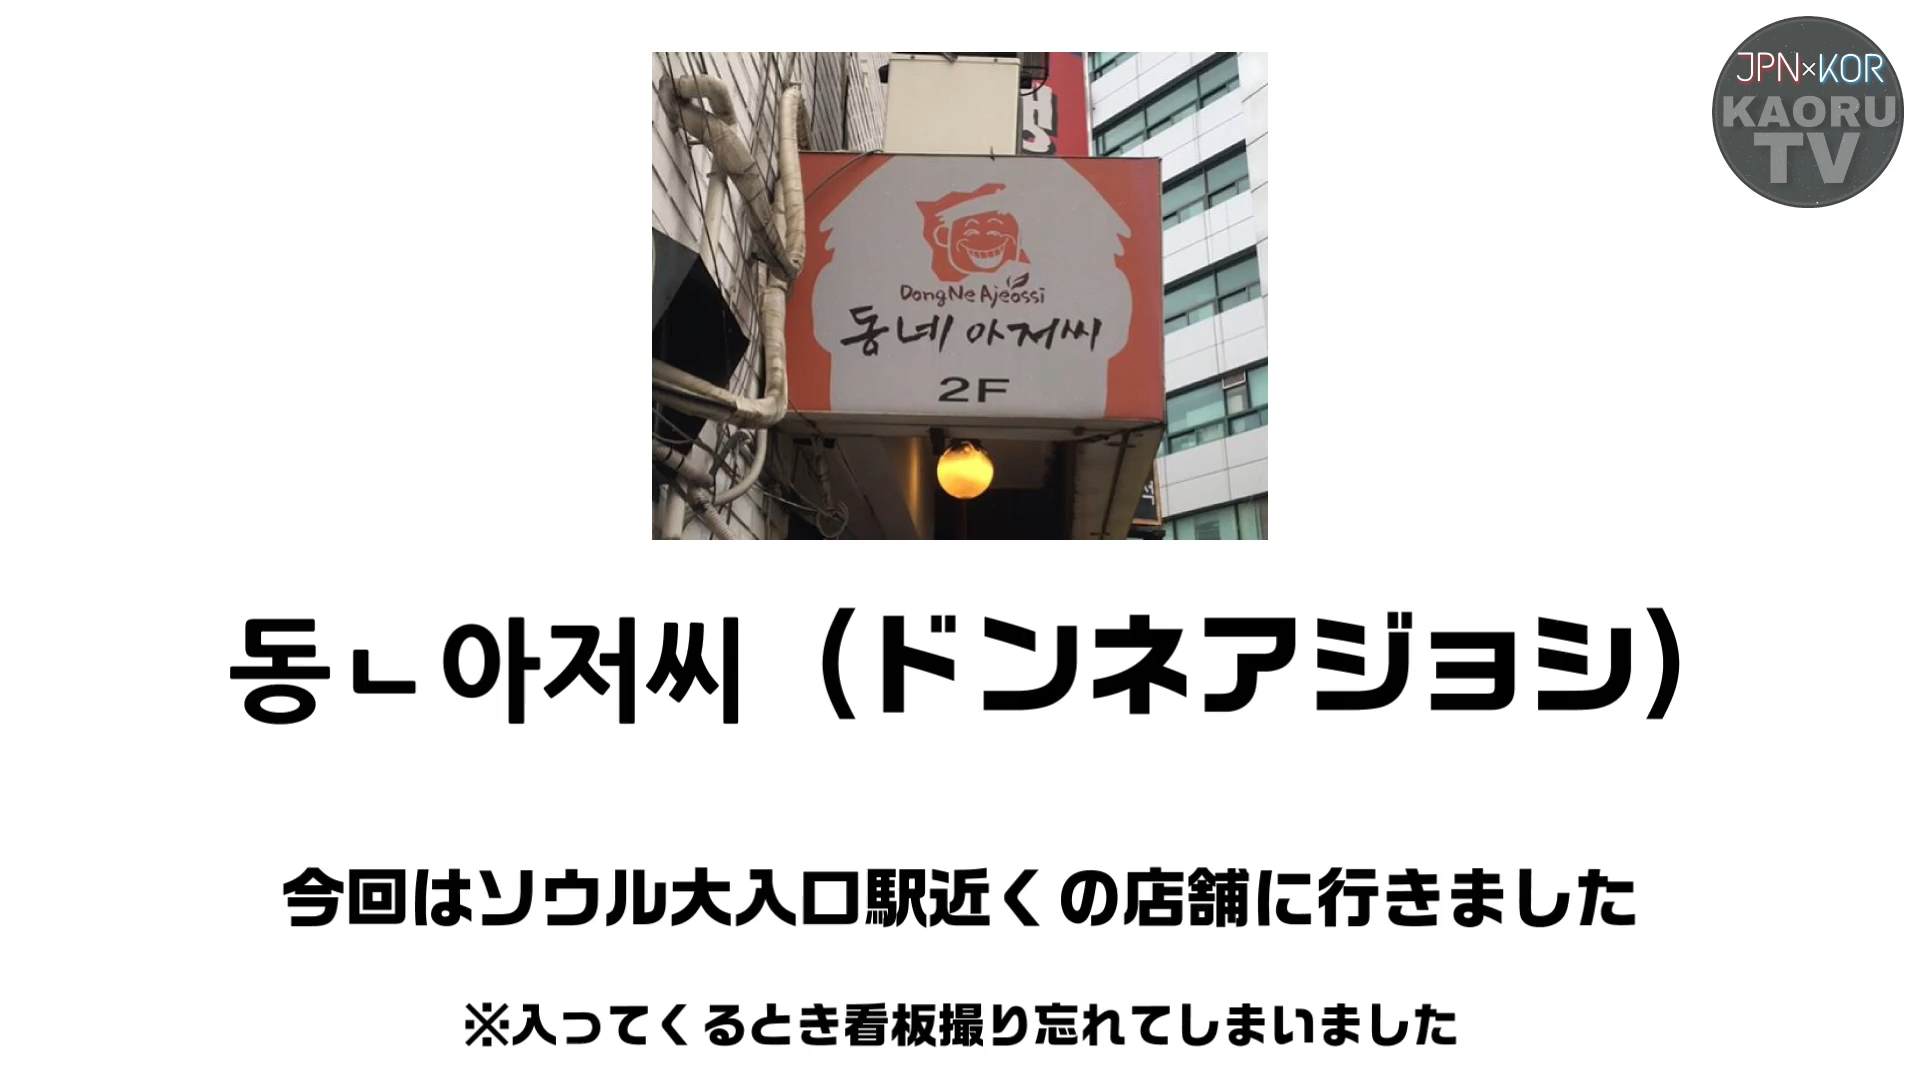 JPN×KOR
KAORU
TV
DongNe Ajeossi
동네 아저씨
2F
동ㄴ아저씨（ドンネアジョシ）
今回はソウル大入口駅近くの店舗に行きました
※入ってくるとき看板撮り忘れてしまいました